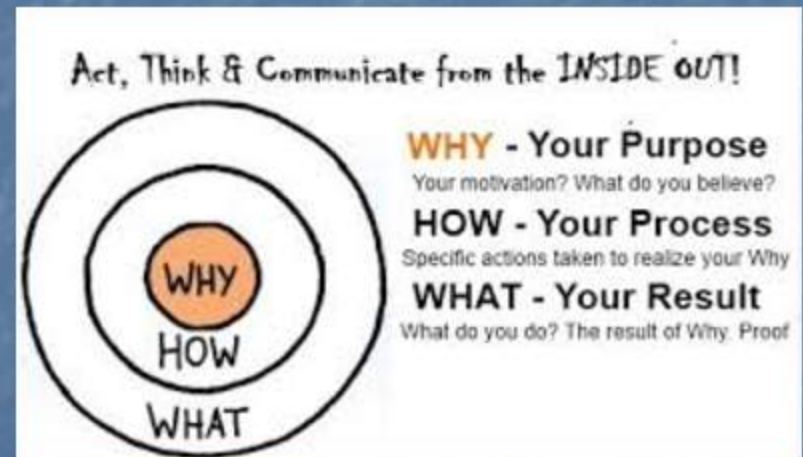 Act, Think & Communicate from the INSIDE OUT!
WHY
HOW
WHAT
WHY - Your Purpose
Your motivation? What do you believe?
HOW - Your Process
Specific actions taken to realize your Why
WHAT - Your Result
What do you do? The result of Why. Proof